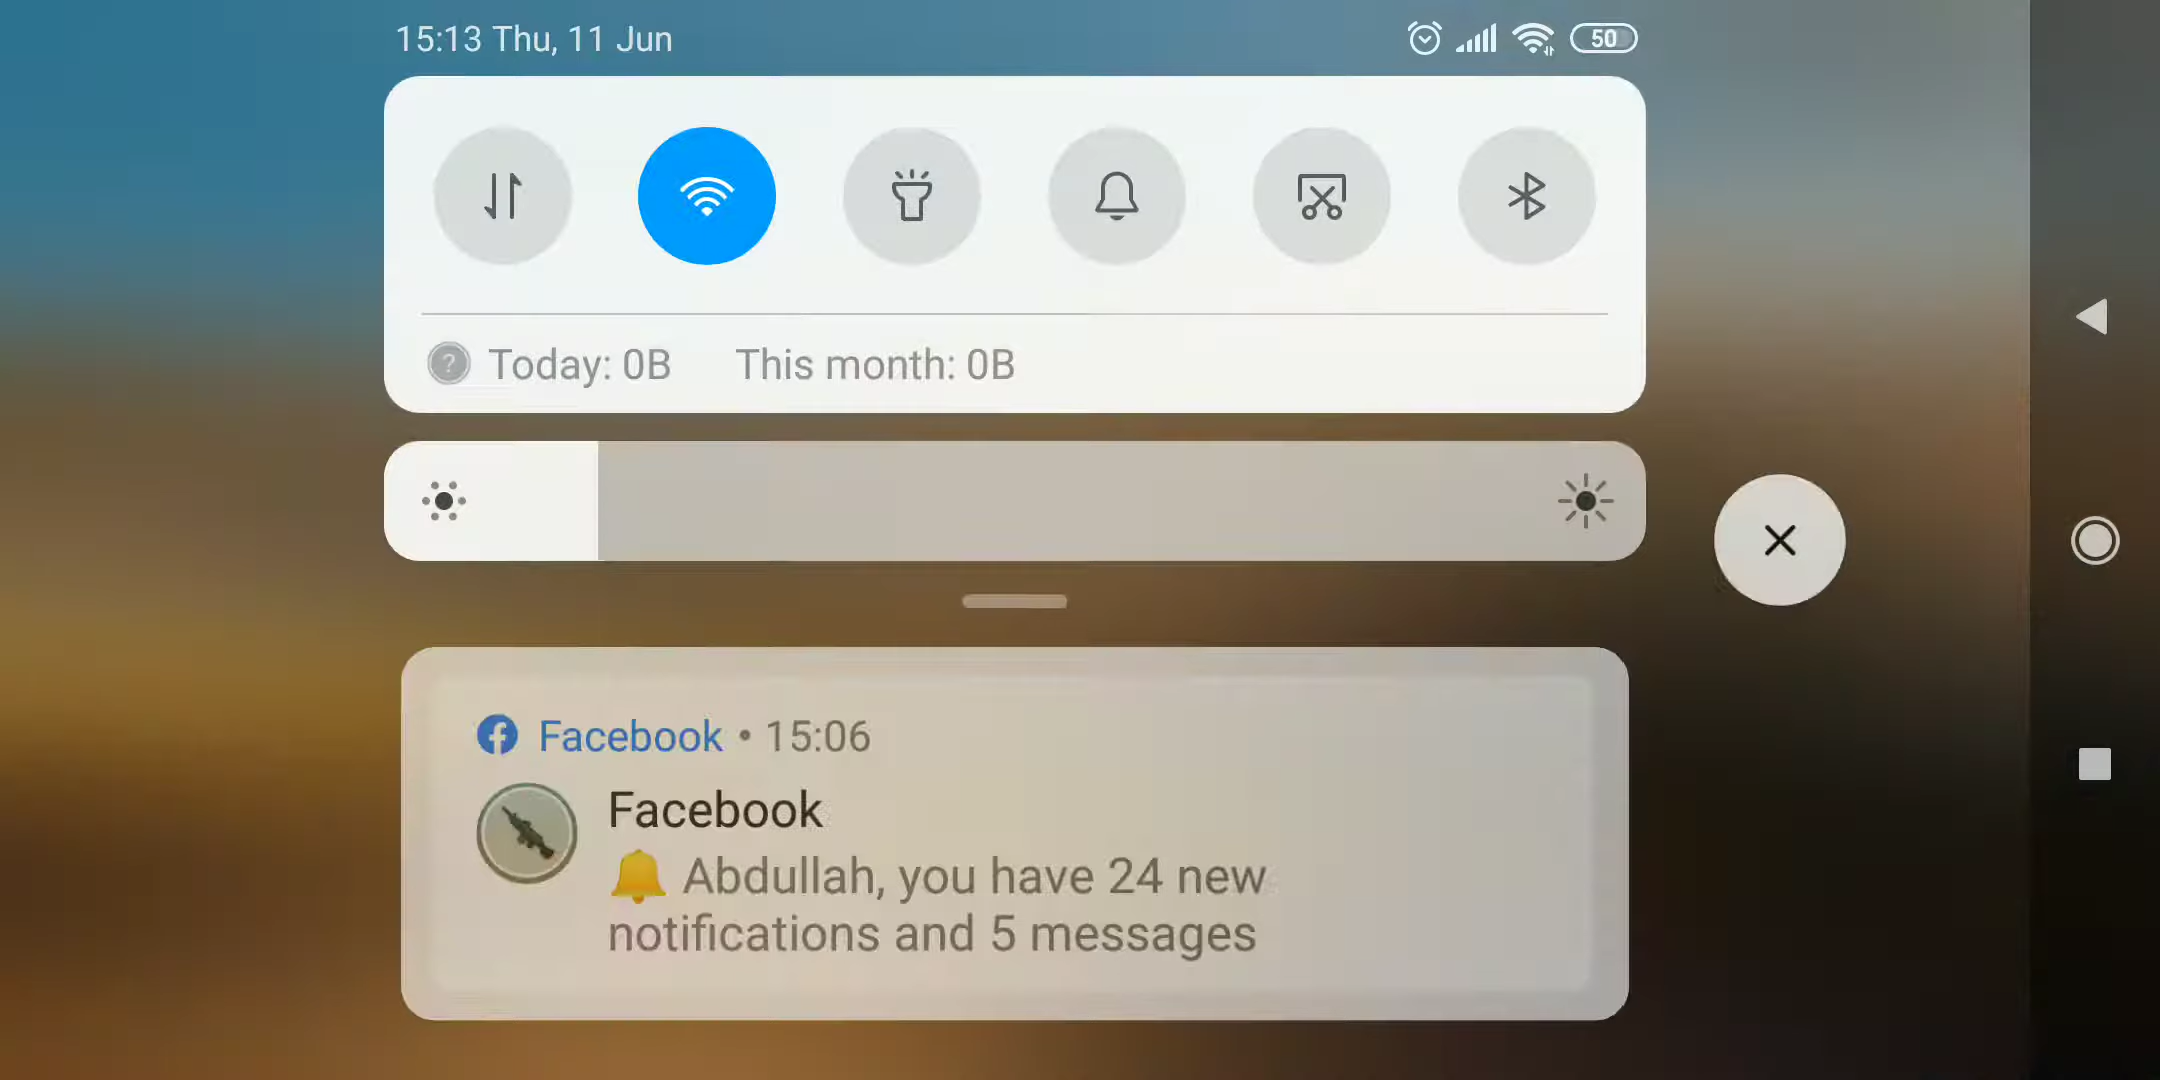 15:13 Thu, 11 Jun
50
Today: 0B This month: 0B
Facebook • 15:06
Facebook
🔔 Abdullah, you have 24 new
notifications and 5 messages